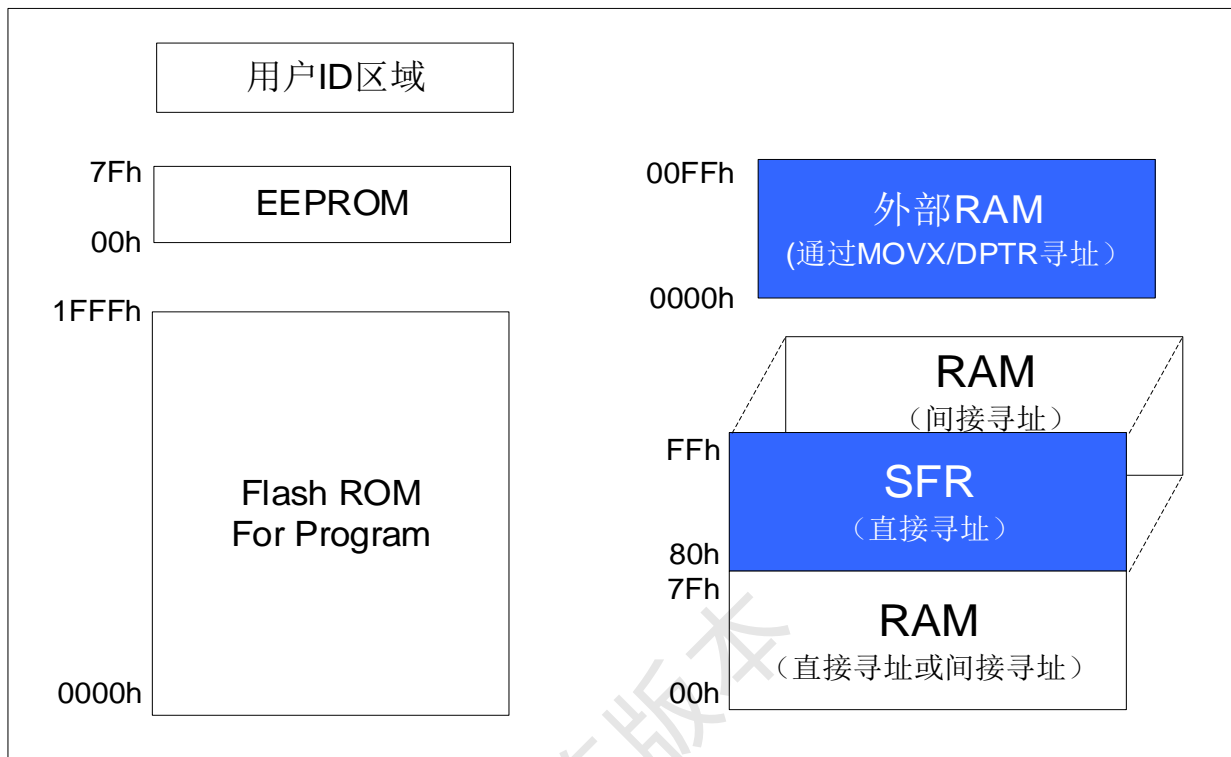 用户ID区域
7Fh
EEPROM
00h
1FFFh
Flash ROM
For Program
0000h
00FFh
外部RAM
(通过MOVX/DPTR寻址）
0000h
RAM
（间接寻址）
FFh
SFR
（直接寻址）
80h
7Fh
RAM
（直接寻址或间接寻址）
00h
版本